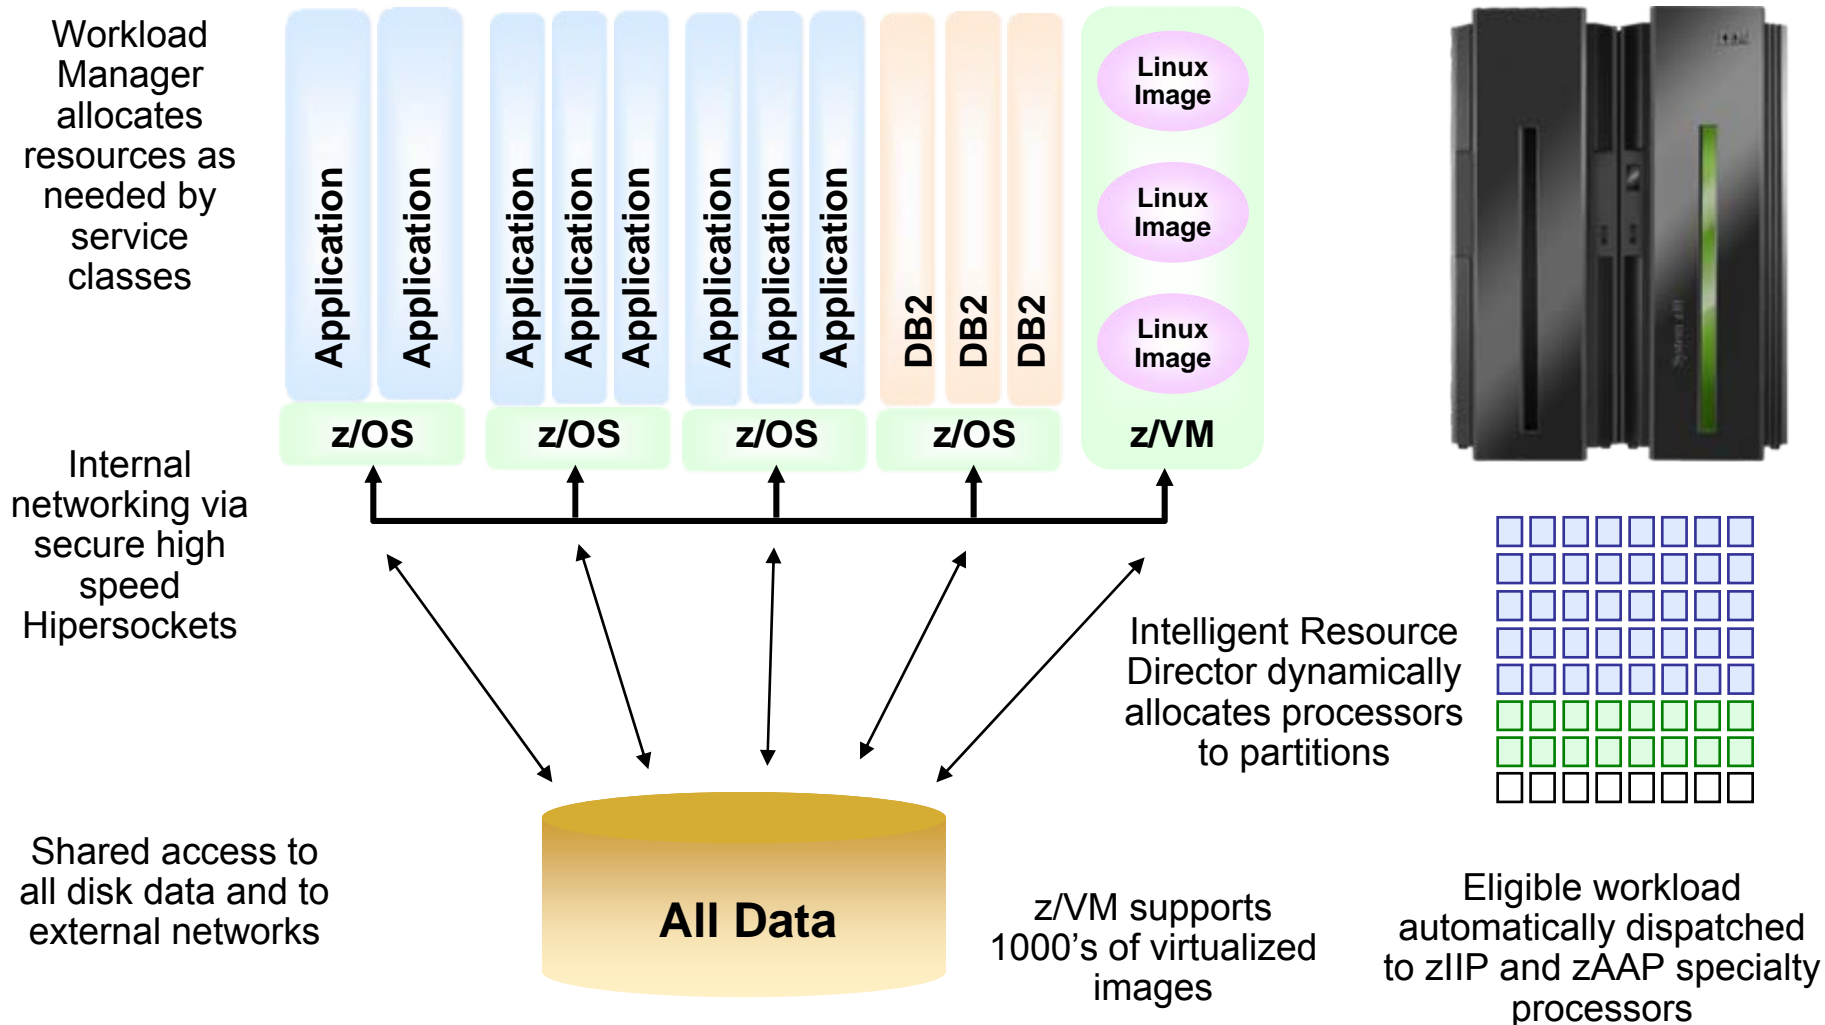 Workload
Manager
allocates
resources as
needed by
service
classes
Application
Application
Application
Application
Application
Application
Application
Application
DB2
DB2
DB2
Linux
Image
Linux
Image
Linux
Image
z/OS
z/OS
z/OS
z/OS
z/VM
Internal
networking via
secure high
speed
Hipersockets
Intelligent Resource
Director dynamically
allocates processors
to partitions
Shared access to
all disk data and to
external networks
All Data
z/VM supports
1000’s of virtualized
images
Eligible workload
automatically dispatched
to zIIP and zAAP specialty
processors